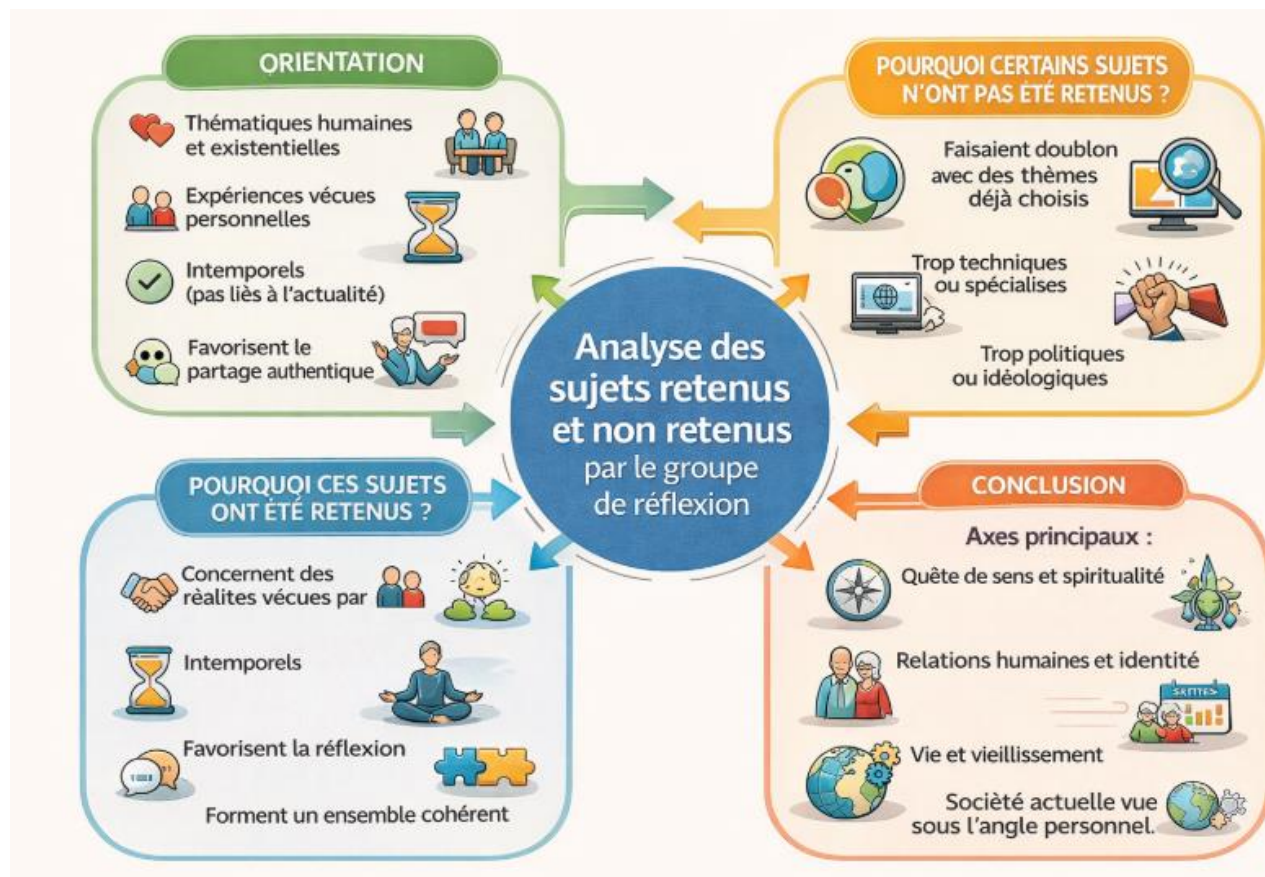 ORIENTATION
Thématiques humaines
et existentielles
Expériences vécues
personnelles
Intemporels
(pas liès à l'actualité)
Favorisent le
partage authentique
POURQUOI CERTAINS SUJETS
N'ONT PAS ÉTÉ RETENUS ?
Faisaient doublon
avec des thèmes
déjà choisis
Trop techniques
ou spécialises
Trop politiques
ou idéologiques
Analyse des
sujets retenus
et non retenus
par le groupe
de réflexion
POURQUOI CES SUJETS
ONT ÉTÉ RETENUS ?
Concernent des
rèalites vécues par
Intemporels
Favorisent la réflexion
Forment un ensemble cohérent
CONCLUSION
Axes principaux :
Quête de sens et spiritualité
Relations humaines et identité
Vie et vieillissement
Socièté actuelle vue
sous l'angle personnel.